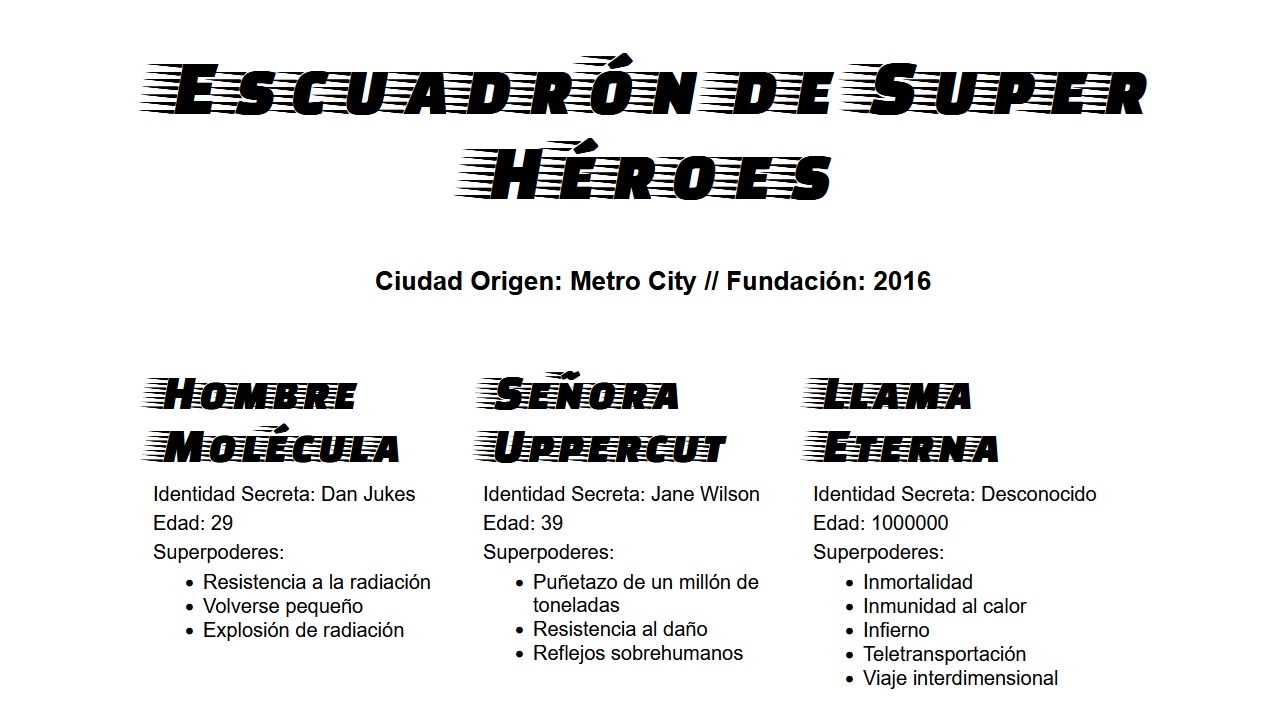 Escuadrón de Super
Héroes
Ciudad Origen: Metro City // Fundación: 2016
Hombre
Molécula
Identidad Secreta: Dan Jukes
Edad: 29
Superpoderes:
Resistencia a la radiación
Volverse pequeño
Explosión de radiación
Señora
Uppercut
Identidad Secreta: Jane Wilson
Edad: 39
Superpoderes:
Puñetazo de un millón de
toneladas
Resistencia al daño
Reflejos sobrehumanos
Llama
Eterna
Identidad Secreta: Desconocido
Edad: 1000000
Superpoderes:
Inmortalidad
Inmunidad al calor
Infierno
Teletransportación
Viaje interdimensional